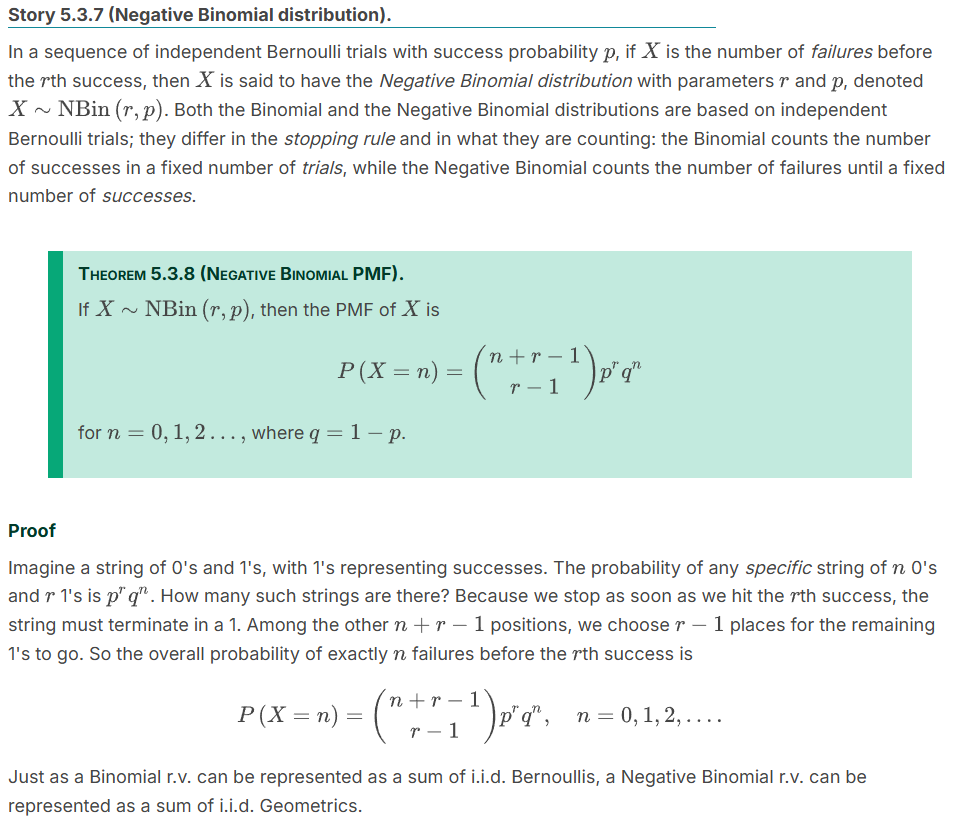 Story 5.3.7 (Negative Binomial distribution).
In a sequence of independent Bernoulli trials with success probability p, if X is the number of failures before
the rth success, then X is said to have the Negative Binomial distribution with parameters r and p, denoted
X ∼ NBin (r, p). Both the Binomial and the Negative Binomial distributions are based on independent
Bernoulli trials; they differ in the stopping rule and in what they are counting: the Binomial counts the number
of successes in a fixed number of trials, while the Negative Binomial counts the number of failures until a fixed
number of successes.
THEOREM 5.3.8 (NEGATIVE BINOMIAL PMF).
If X ∼ NBin (r, p), then the PMF of X is
$P(X = n) = \binom{n + r - 1}{r - 1} p^r q^n$
for n = 0, 1, 2 . . . , where q = 1 − p.
Proof
Imagine a string of 0's and 1's, with 1's representing successes. The probability of any specific string of n 0's
and r 1's is $p^r q^n$. How many such strings are there? Because we stop as soon as we hit the rth success, the
string must terminate in a 1. Among the other n + r − 1 positions, we choose r − 1 places for the remaining
1's to go. So the overall probability of exactly n failures before the rth success is
$P(X = n) = \binom{n + r - 1}{r - 1} p^r q^n, \quad n = 0, 1, 2, \ldots.$
Just as a Binomial r.v. can be represented as a sum of i.i.d. Bernoullis, a Negative Binomial r.v. can be
represented as a sum of i.i.d. Geometrics.